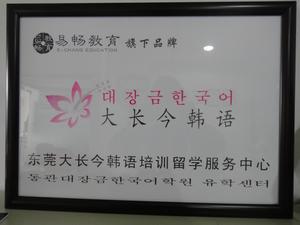 易畅教育 旗下品牌
E-CHANG EDUCATION
대장금한국어
大长今韩语
东莞大长今韩语培训留学服务中心
동관대장금한국어학원 유학센터